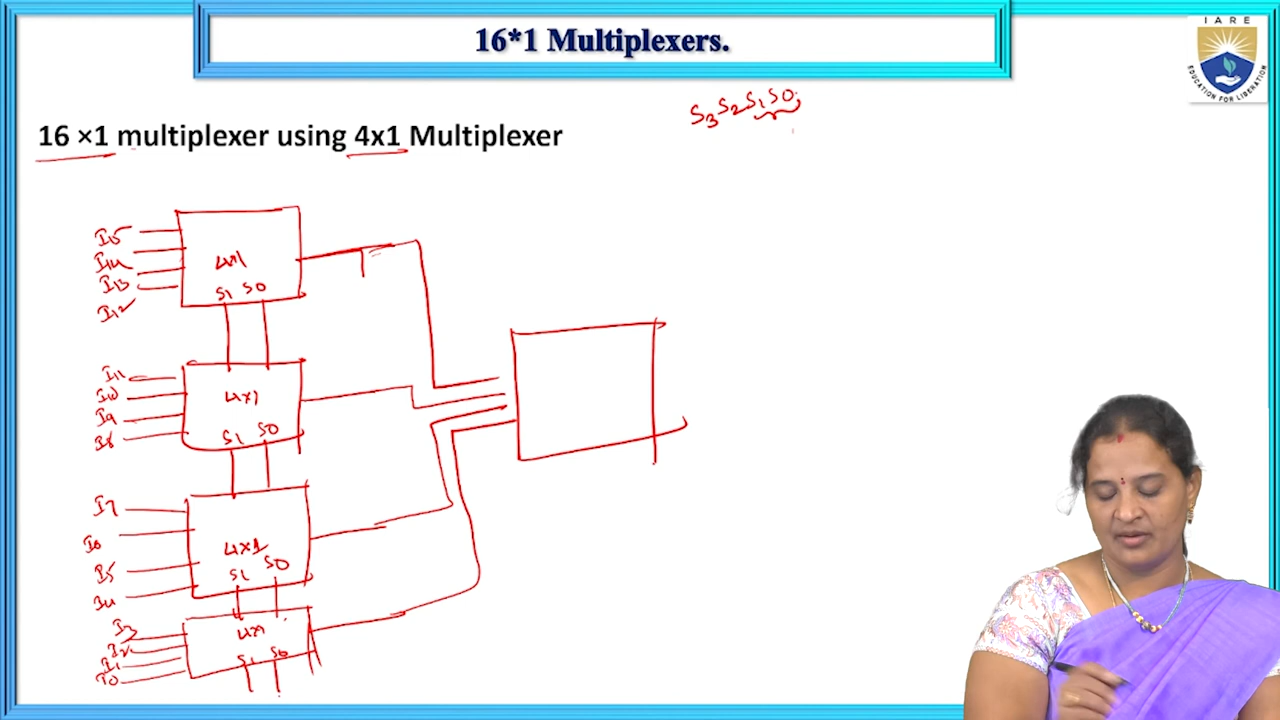 16*1 Multiplexers.
IARE
EDUCATION FOR LIBERATION
S3 S2 S1 S0
16 ×1 multiplexer using 4x1 Multiplexer
I15
I14
I13
I12
4x1
S1 S0
I11
I10
I9
I8
4x1
S1 S0
I7
I6
I5
I4
4x1
S1 S0
I3
I2
I1
I0
4x1
S1 S0